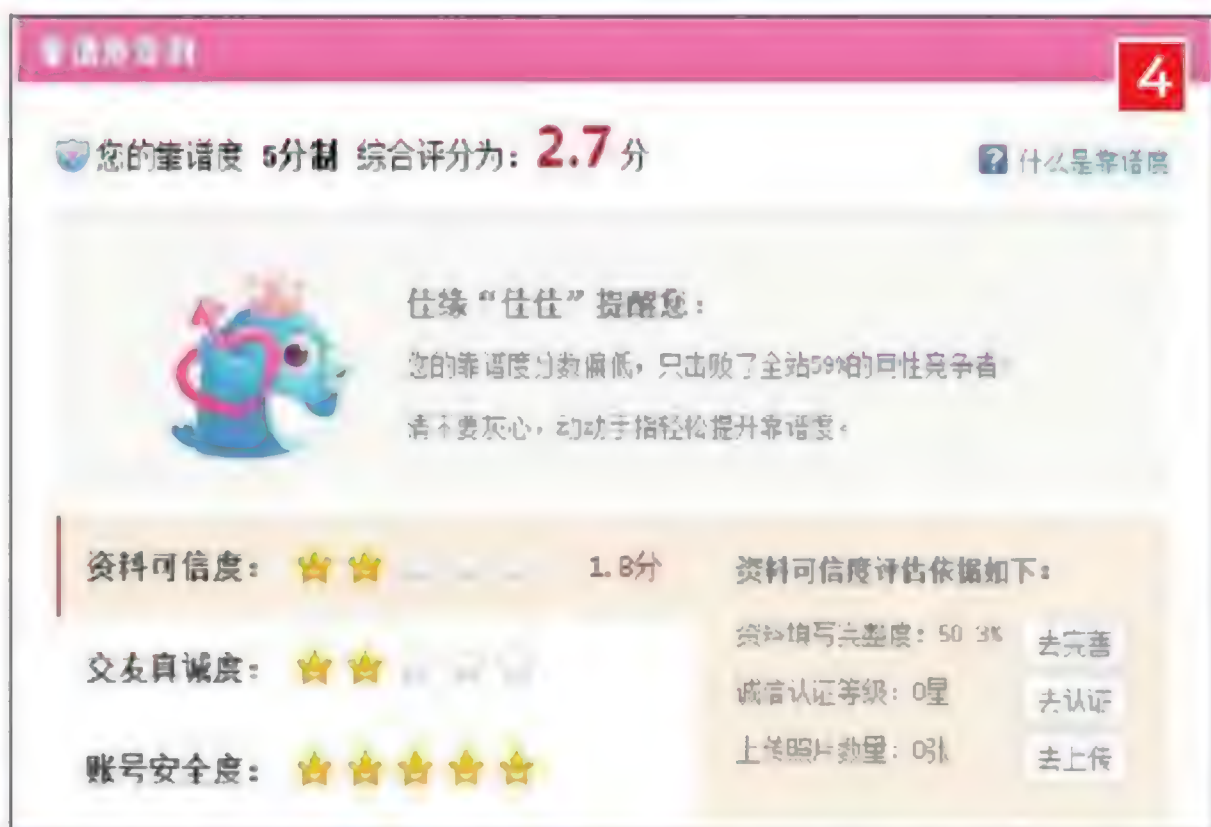 4
您的靠谱度 5分制 综合评分为：2.7分
什么是靠谱度
佳缘“佳佳”提醒您：
您的靠谱度分数偏低，只击败了全站59%的同性竞争者
请不要灰心，动动手指轻松提升靠谱度。
资料可信度： 1.8分
交友真诚度：
账号安全度：
资料可信度评估依据如下：
资料填写完整度：50.3% 去完善
诚信认证等级：0星 去认证
上传照片数量：0张 去上传